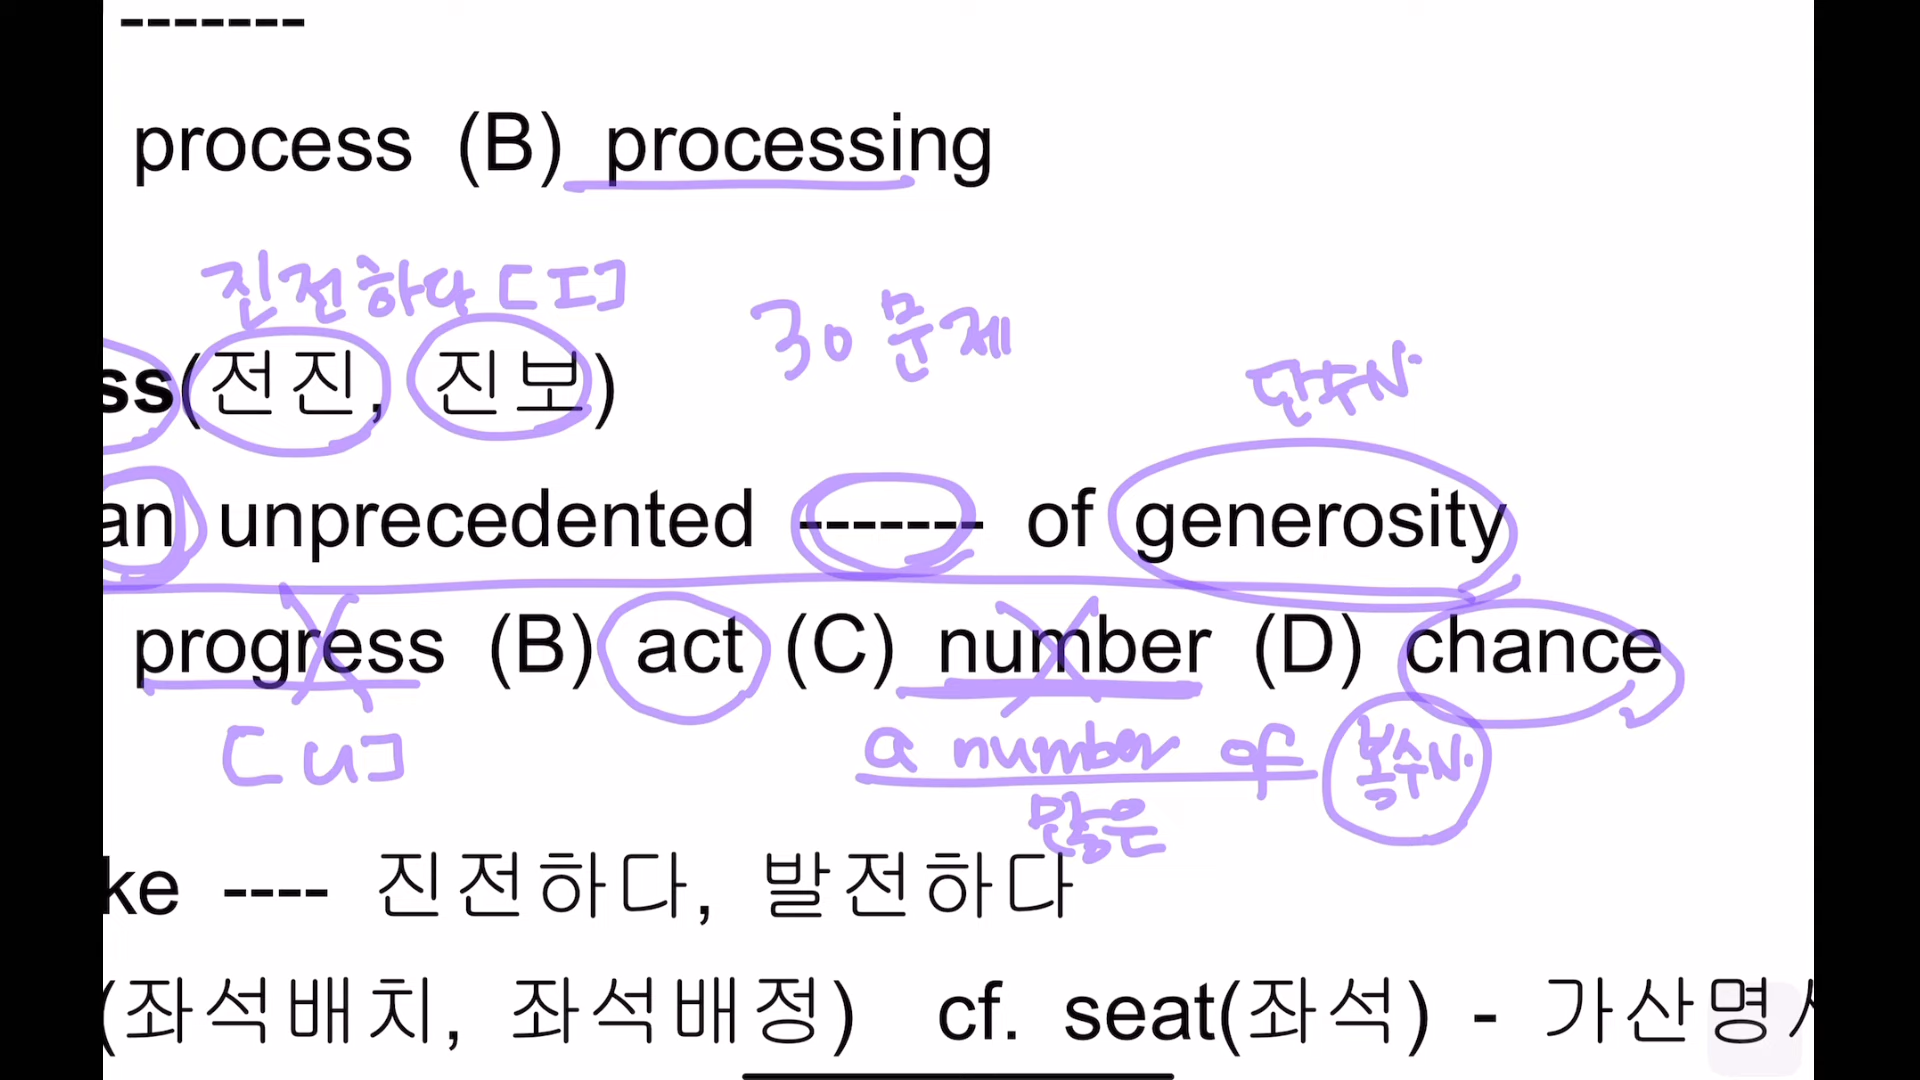 -------
process (B) processing
진전하다 [I]
30 문제
ss(전진, 진보)
단수N.
an unprecedented ------- of generosity
progress (B) act (C) number (D) chance
[U]
a number of 복수N.
많은
ke ---- 진전하다, 발전하다
(좌석배치, 좌석배정) cf. seat(좌석) - 가산명